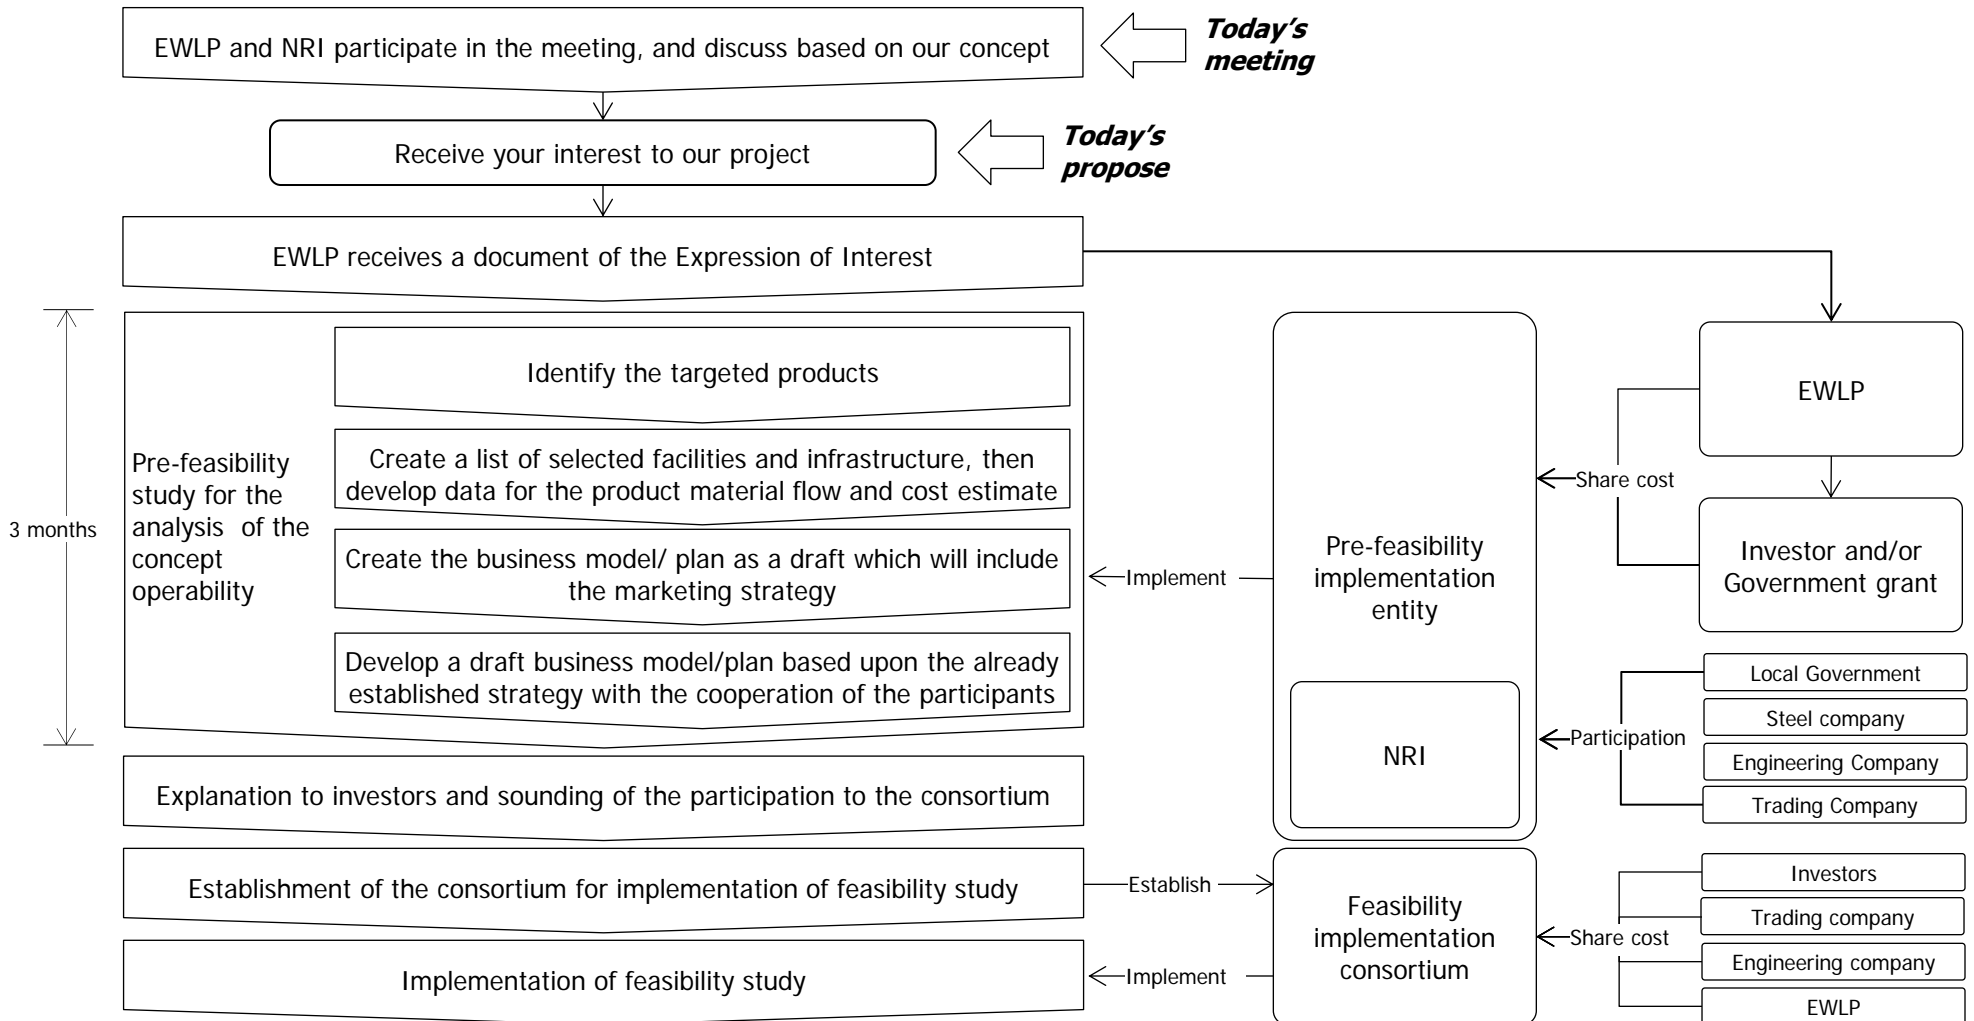 EWLP and NRI participate in the meeting, and discuss based on our concept
Today's
meeting
Receive your interest to our project
Today's
propose
EWLP receives a document of the Expression of Interest
3 months
Pre-feasibility
study for the
analysis of the
concept
operability
Identify the targeted products
Create a list of selected facilities and infrastructure, then
develop data for the product material flow and cost estimate
Create the business model/ plan as a draft which will include
the marketing strategy
Develop a draft business model/plan based upon the already
established strategy with the cooperation of the participants
Implement
Pre-feasibility
implementation
entity
NRI
Share cost
EWLP
Investor and/or
Government grant
Participation
Local Government
Steel company
Engineering Company
Trading Company
Explanation to investors and sounding of the participation to the consortium
Establishment of the consortium for implementation of feasibility study
Establish
Implementation of feasibility study
Implement
Feasibility
implementation
consortium
Share cost
Investors
Trading company
Engineering company
EWLP